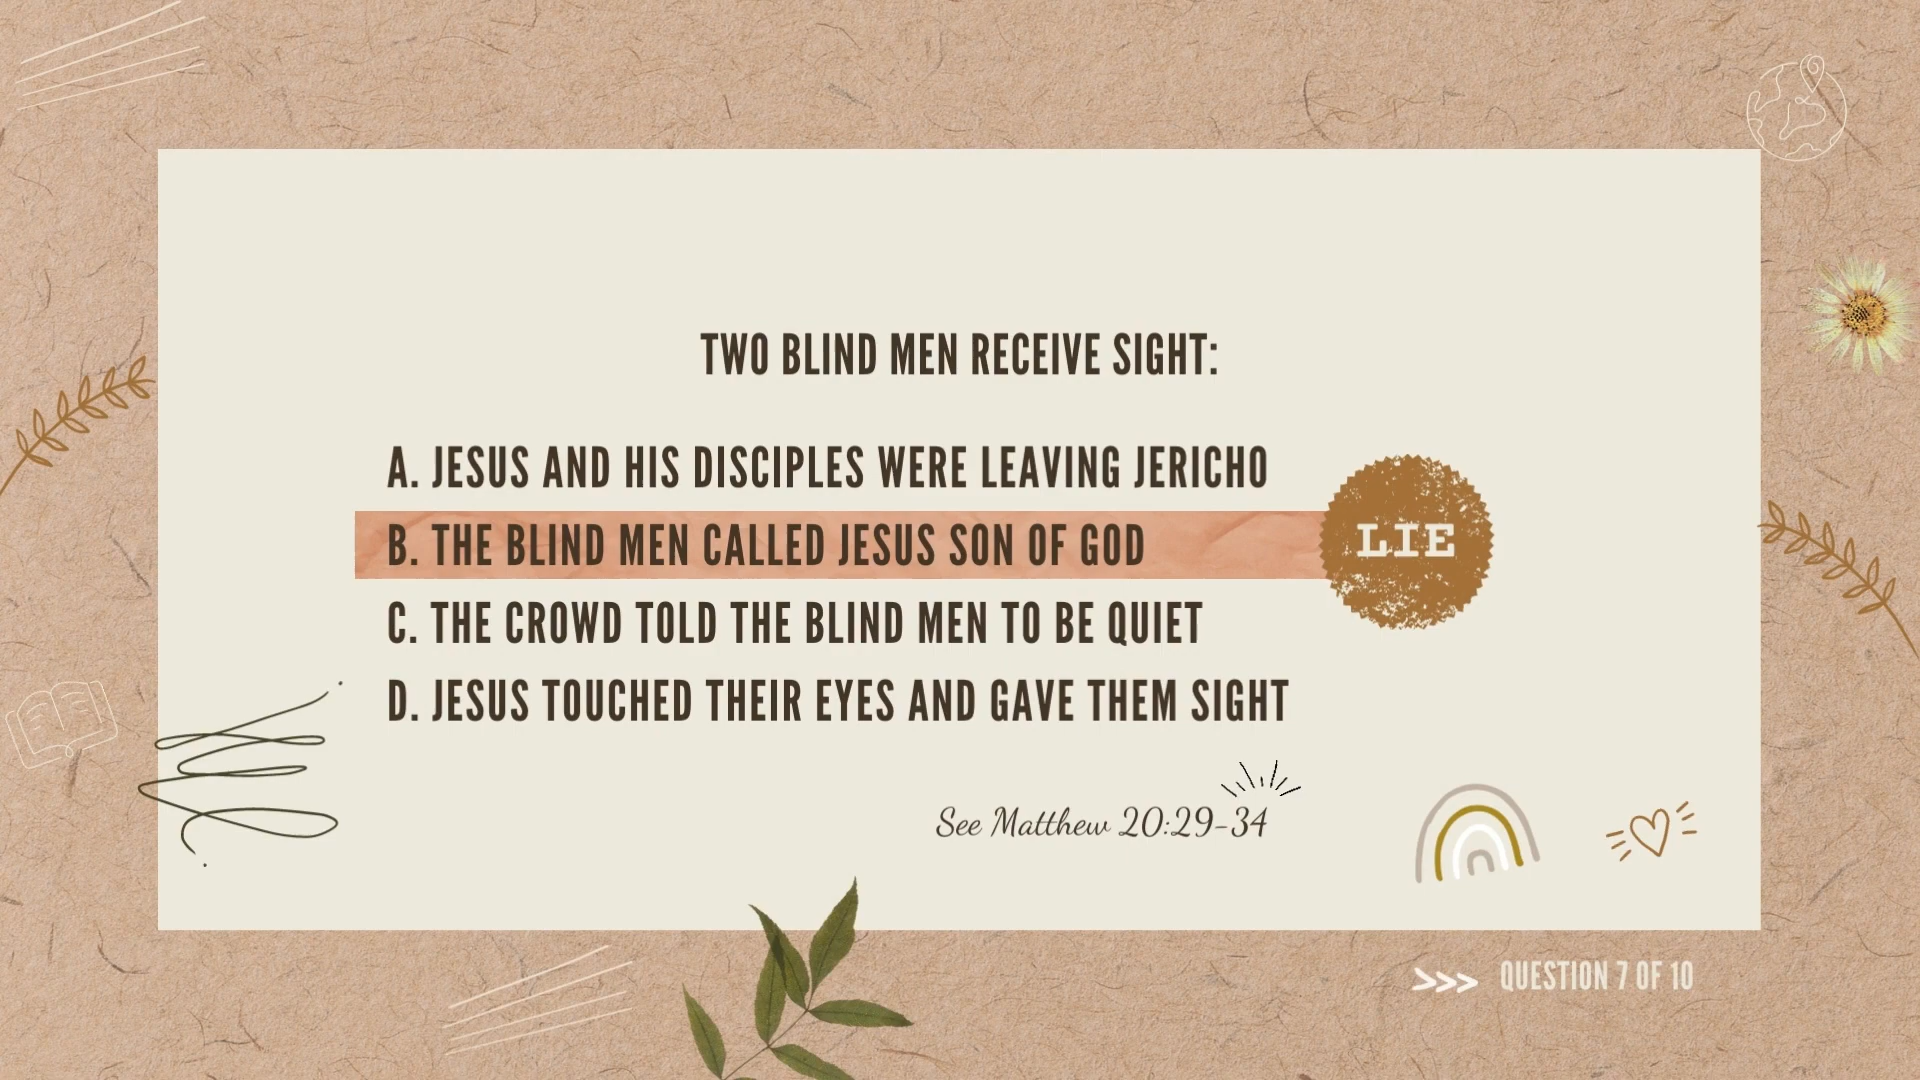 TWO BLIND MEN RECEIVE SIGHT:
A. JESUS AND HIS DISCIPLES WERE LEAVING JERICHO
B. THE BLIND MEN CALLED JESUS SON OF GOD
LIE
C. THE CROWD TOLD THE BLIND MEN TO BE QUIET
D. JESUS TOUCHED THEIR EYES AND GAVE THEM SIGHT
See Matthew 20:29-34
>>> QUESTION 7 OF 10